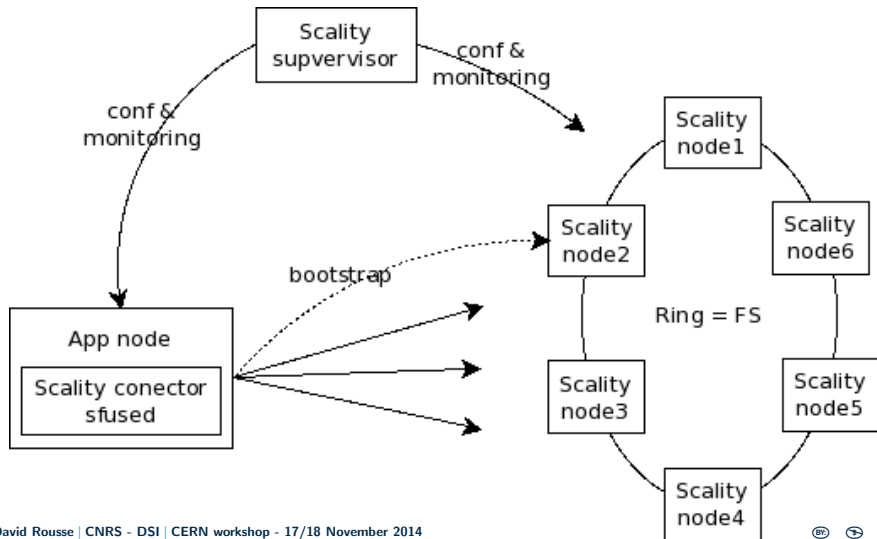 Scality
supvervisor
conf &
monitoring
conf &
monitoring
Scality
node1
Scality
node2
Scality
node6
bootstrap
Ring = FS
App node
Scality conector
sfused
Scality
node3
Scality
node5
Scality
node4
David Rousse | CNRS - DSI | CERN workshop - 17/18 November 2014
BY: